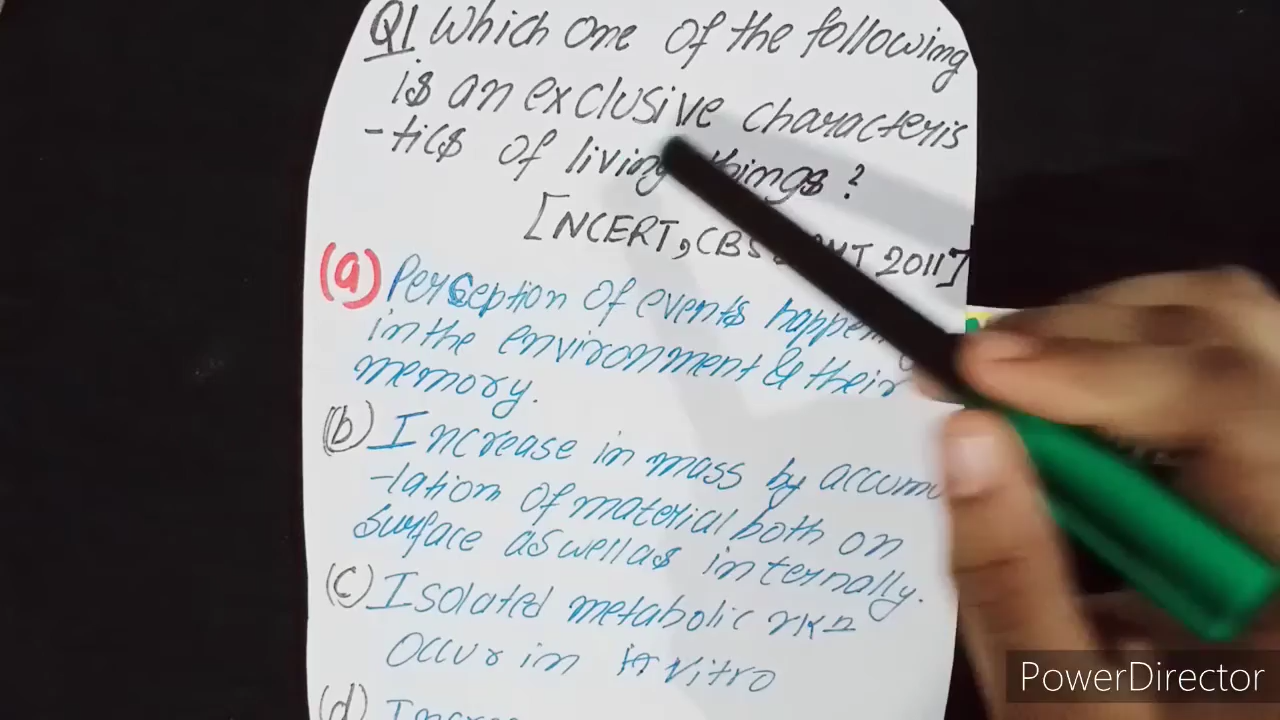 Q1 Which one of the following
is an exclusive characteris
-tics of living things?
[NCERT, CBS 2011]
(a) Perception of events
in the environment & their
memory.
(b) Increase in mass by accumu
-lation of material both on
surface as well as internally.
(c) Isolated metabolic rxn
occur in in vitro
(d)
PowerDirector